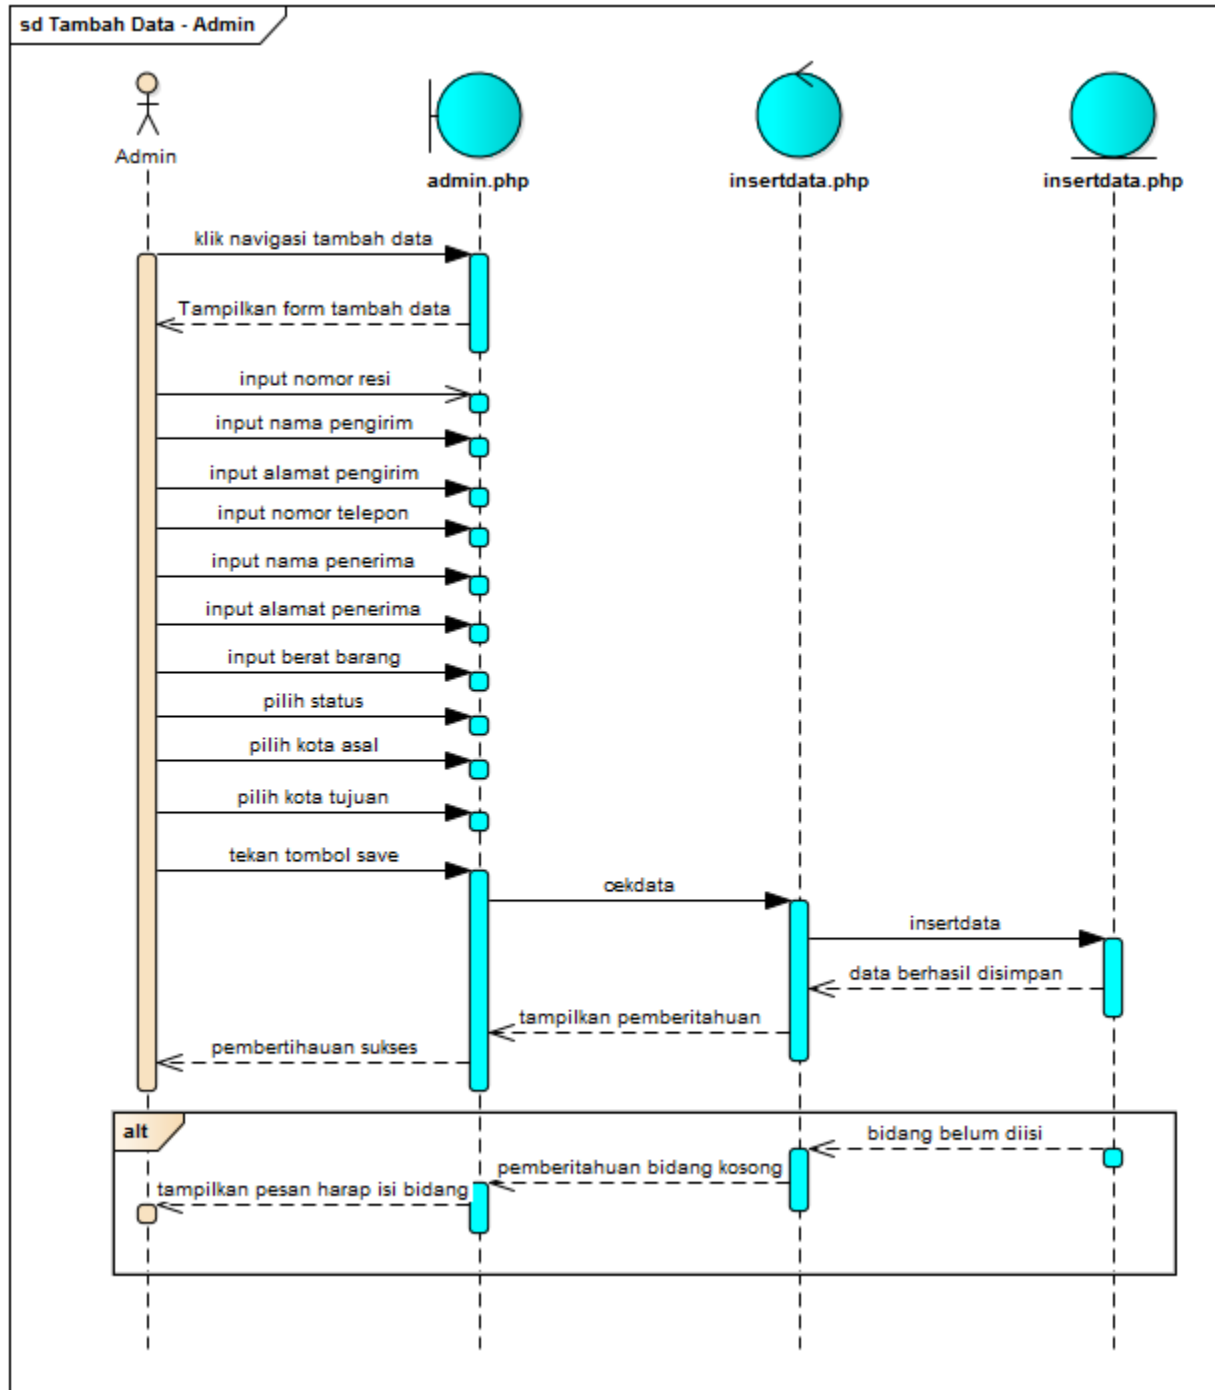 sd Tambah Data - Admin
Admin
admin.php
insertdata.php
insertdata.php
klik navigasi tambah data
Tampilkan form tambah data
input nomor resi
input nama pengirim
input alamat pengirim
input nomor telepon
input nama penerima
input alamat penerima
input berat barang
pilih status
pilih kota asal
pilih kota tujuan
tekan tombol save
cekdata
insertdata
data berhasil disimpan
tampilkan pemberitahuan
pembertihauan sukses
alt
bidang belum diisi
pemberitahuan bidang kosong
tampilkan pesan harap isi bidang